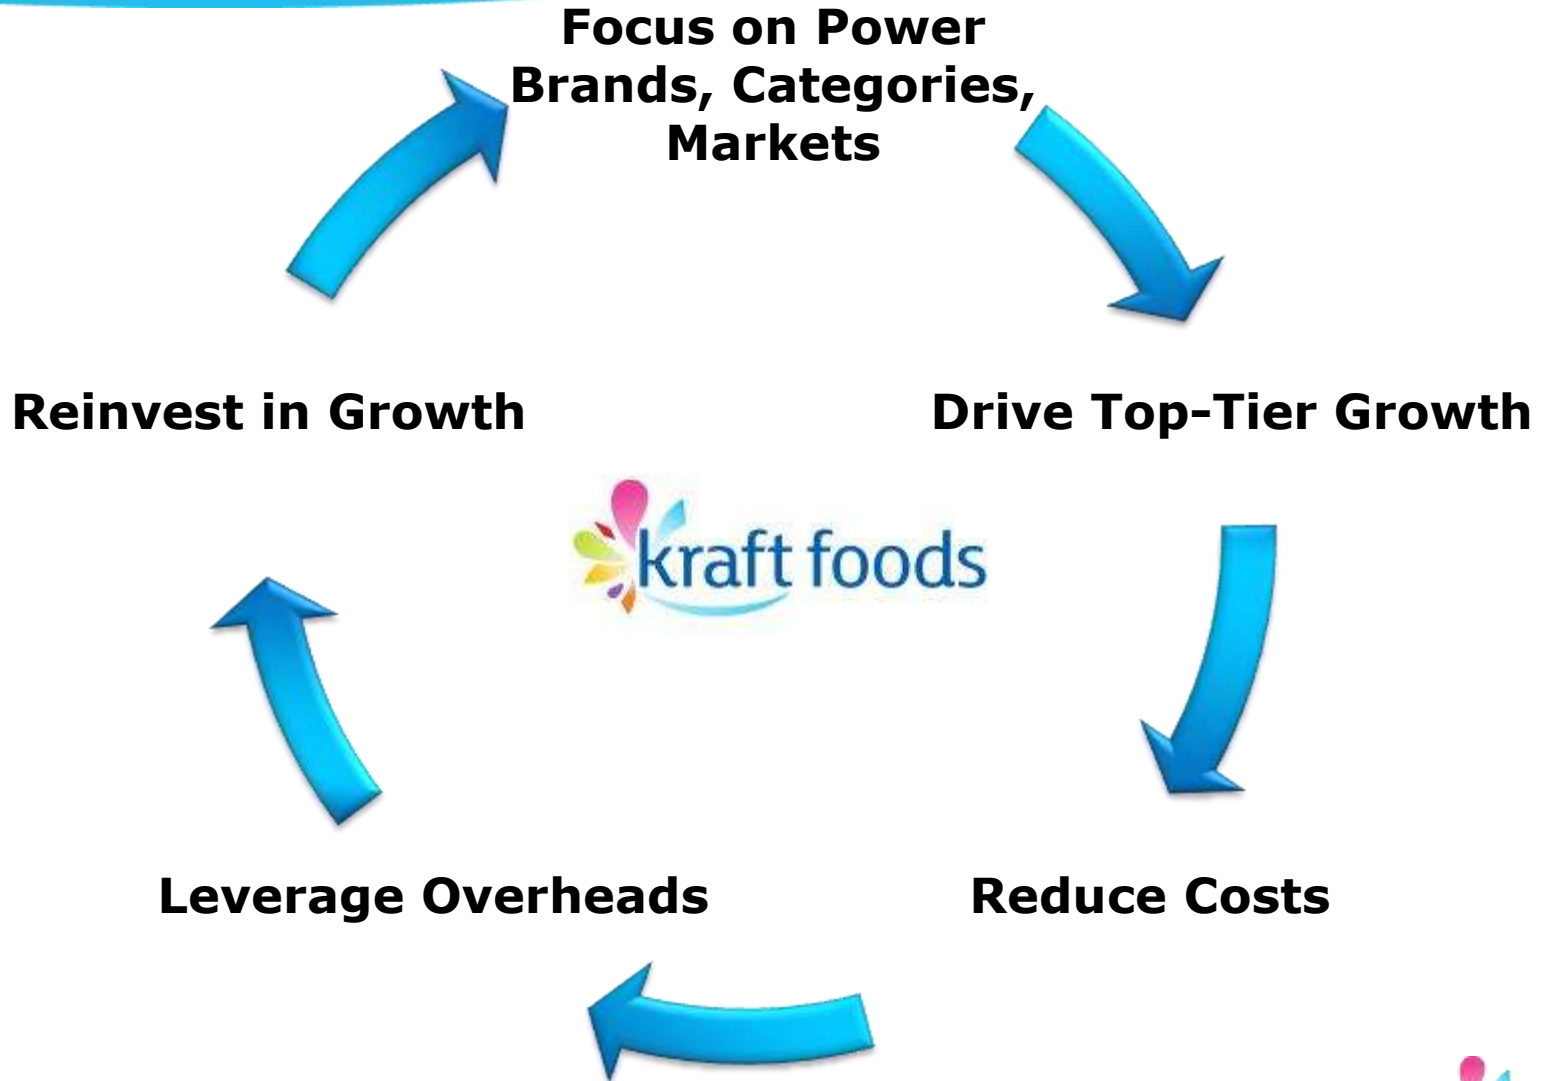 Focus on Power
Brands, Categories,
Markets
Drive Top-Tier Growth
Reduce Costs
Leverage Overheads
Reinvest in Growth
kraft foods